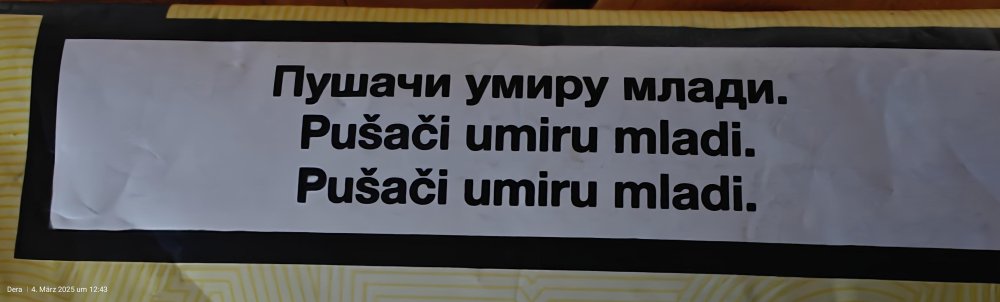 Пушачи умиру млади.
Pušači umiru mladi.
Pušači umiru mladi.
Dera | 4. März 2025 um 12:43